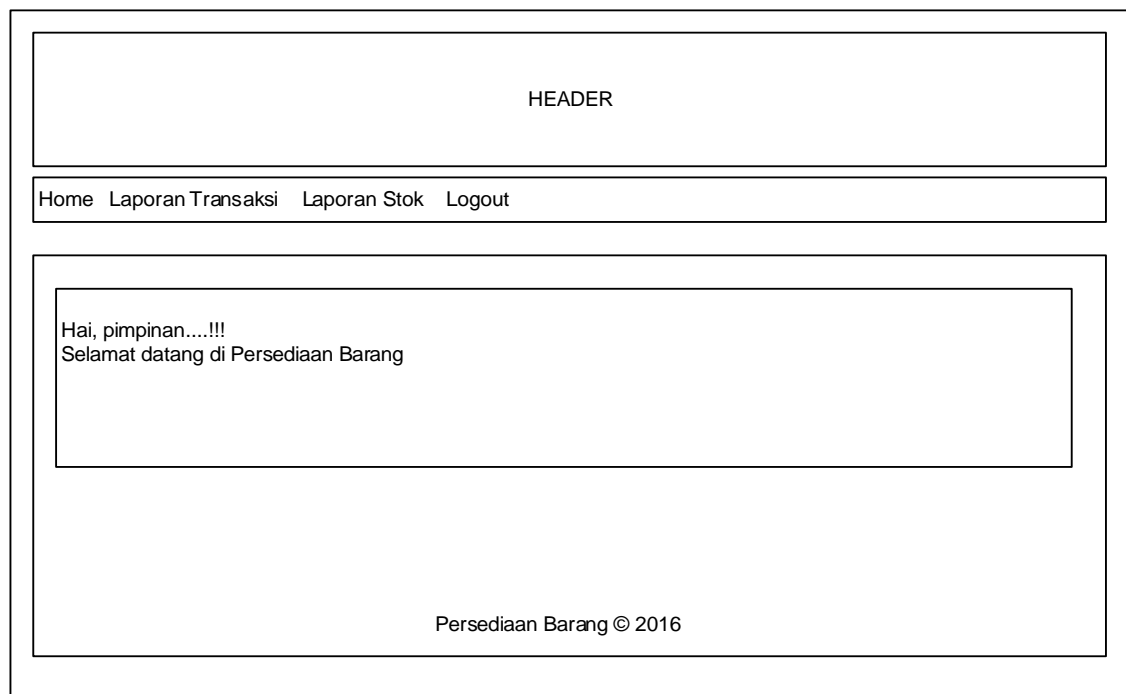 HEADER
Home Laporan Transaksi Laporan Stok Logout
Hai, pimpinan....!!!
Selamat datang di Persediaan Barang
Persediaan Barang © 2016